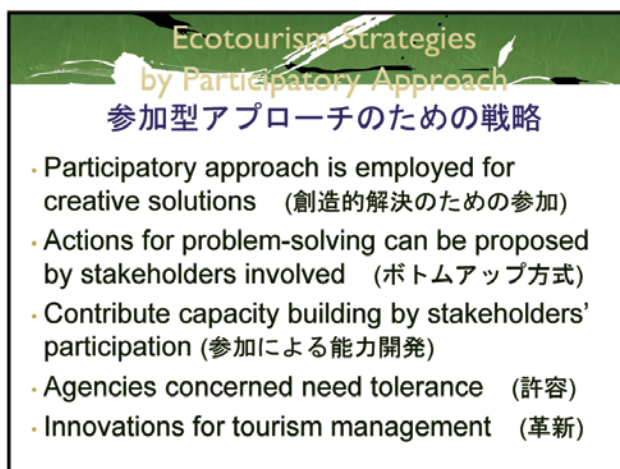 Ecotourism Strategies
by Participatory Approach
参加型アプローチのための戦略
· Participatory approach is employed for
creative solutions (創造的解決のための参加)
· Actions for problem-solving can be proposed
by stakeholders involved (ボトムアップ方式)
· Contribute capacity building by stakeholders’
participation (参加による能力開発)
· Agencies concerned need tolerance (許容)
· Innovations for tourism management (革新)